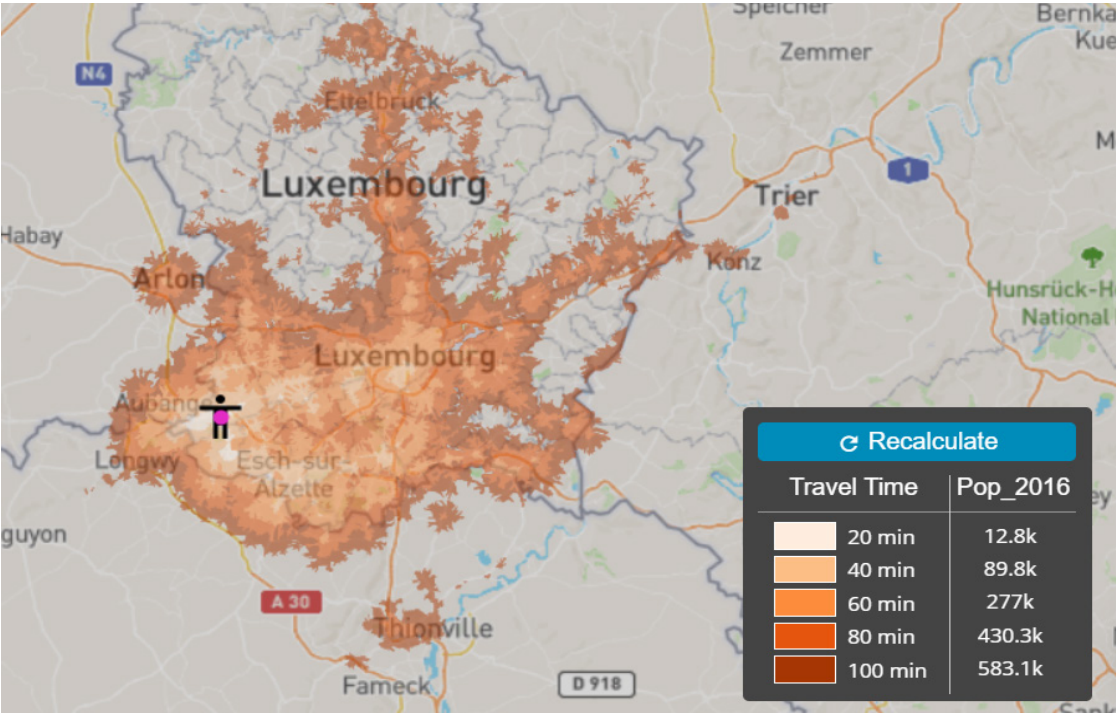 Speicher
Bernka
Kue
Zemmer
N4
Ettelbruck
M
1
Luxembourg
Trier
Habay
Konz
Arlon
Hunsrück-H
National
Luxembourg
Aubange
Longwy
Esch-sur-
Alzette
guyon
A 30
Thionville
Fameck
D 918
Recalculate
Travel Time Pop_2016
20 min 12.8k
40 min 89.8k
60 min 277k
80 min 430.3k
100 min 583.1k
ey